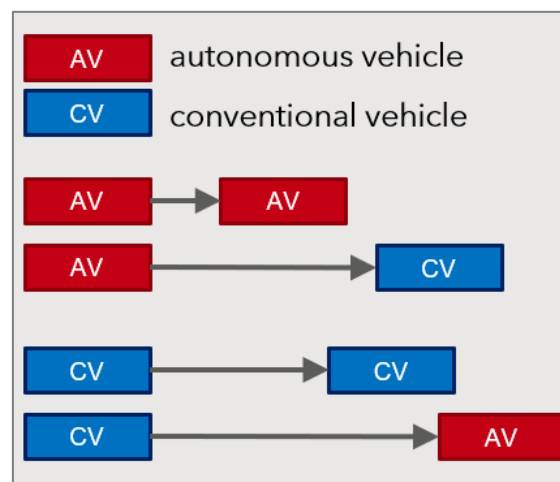 AV autonomous vehicle
CV conventional vehicle
AV AV
AV CV
CV CV
CV AV